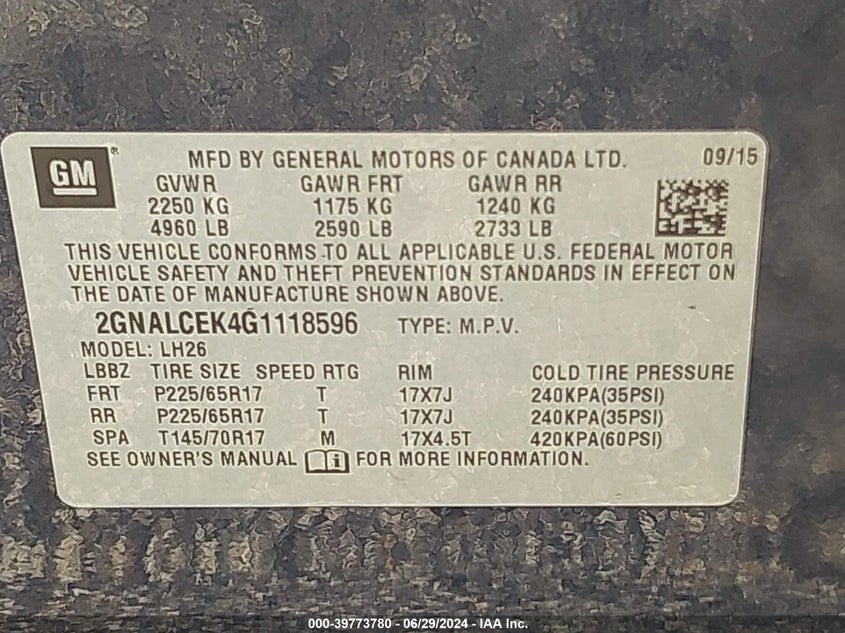 GM® MFD BY GENERAL MOTORS OF CANADA LTD. 09/15
GVWR GAWR FRT GAWR RR
2250 KG 1175 KG 1240 KG
4960 LB 2590 LB 2733 LB
THIS VEHICLE CONFORMS TO ALL APPLICABLE U.S. FEDERAL MOTOR
VEHICLE SAFETY AND THEFT PREVENTION STANDARDS IN EFFECT ON
THE DATE OF MANUFACTURE SHOWN ABOVE.
2GNALCEK4G1118596 TYPE: M.P.V.
MODEL: LH26
LBBZ TIRE SIZE SPEED RTG RIM COLD TIRE PRESSURE
FRT P225/65R17 T 17X7J 240KPA(35PSI)
RR P225/65R17 T 17X7J 240KPA(35PSI)
SPA T145/70R17 M 17X4.5T 420KPA(60PSI)
SEE OWNER'S MANUAL FOR MORE INFORMATION.
000-39773780 - 06/29/2024 - IAA Inc.